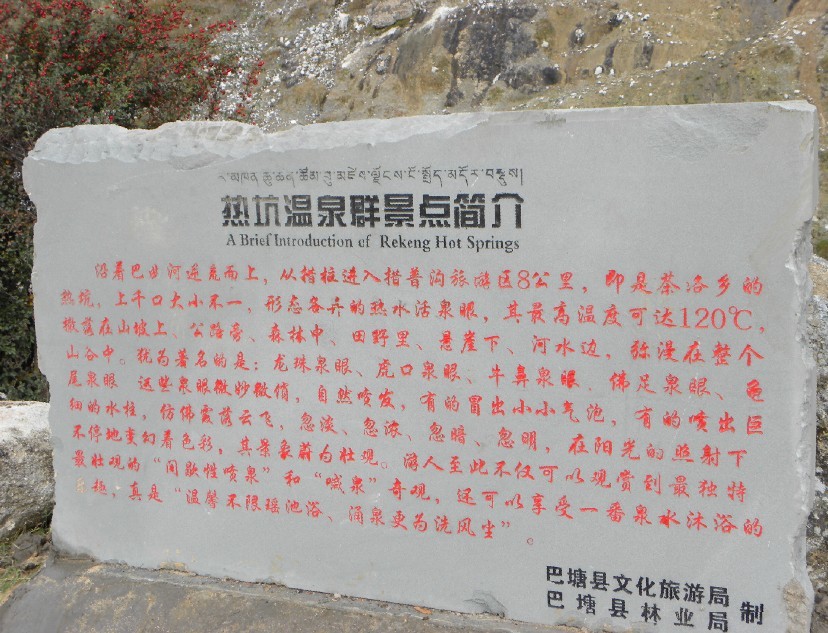 ར་མཁན་ཆུ་ཚན་ཚོམ་བུ་མཛེས་ལྗོངས་ངོ་སྤྲོད་མདོར་བསྡུས།
热坑温泉群景点简介
A Brief Introduction of Rekeng Hot Springs
沿着巴曲河逆流而上,从措拉进入措普沟旅游区8公里,即是茶洛乡的
热坑,上千口大小不一,形态各异的热水活泉眼,其最高温度可达120℃,
撒落在山坡上、公路旁、森林中、田野里、悬崖下、河水边,弥漫在整个
山谷中。犹为著名的是:龙珠泉眼、虎口泉眼、牛鼻泉眼、佛足泉眼、龟
尾泉眼 这些泉眼微妙微俏,自然喷发,有的冒出小小气泡,有的喷出巨
细的水柱,仿佛雾落云飞,忽淡、忽浓、忽暗、忽明,在阳光的照射下
不停地变幻着色彩,其景象蔚为壮观。游人至此不仅可以观赏到最独特
最壮观的“间歇性喷泉”和“喊泉”奇观,还可以享受一番泉水沐浴的
趣,真是“温馨不限瑶池浴、涌泉更为洗风尘”。
巴塘县文化旅游局
巴塘县林业局 制